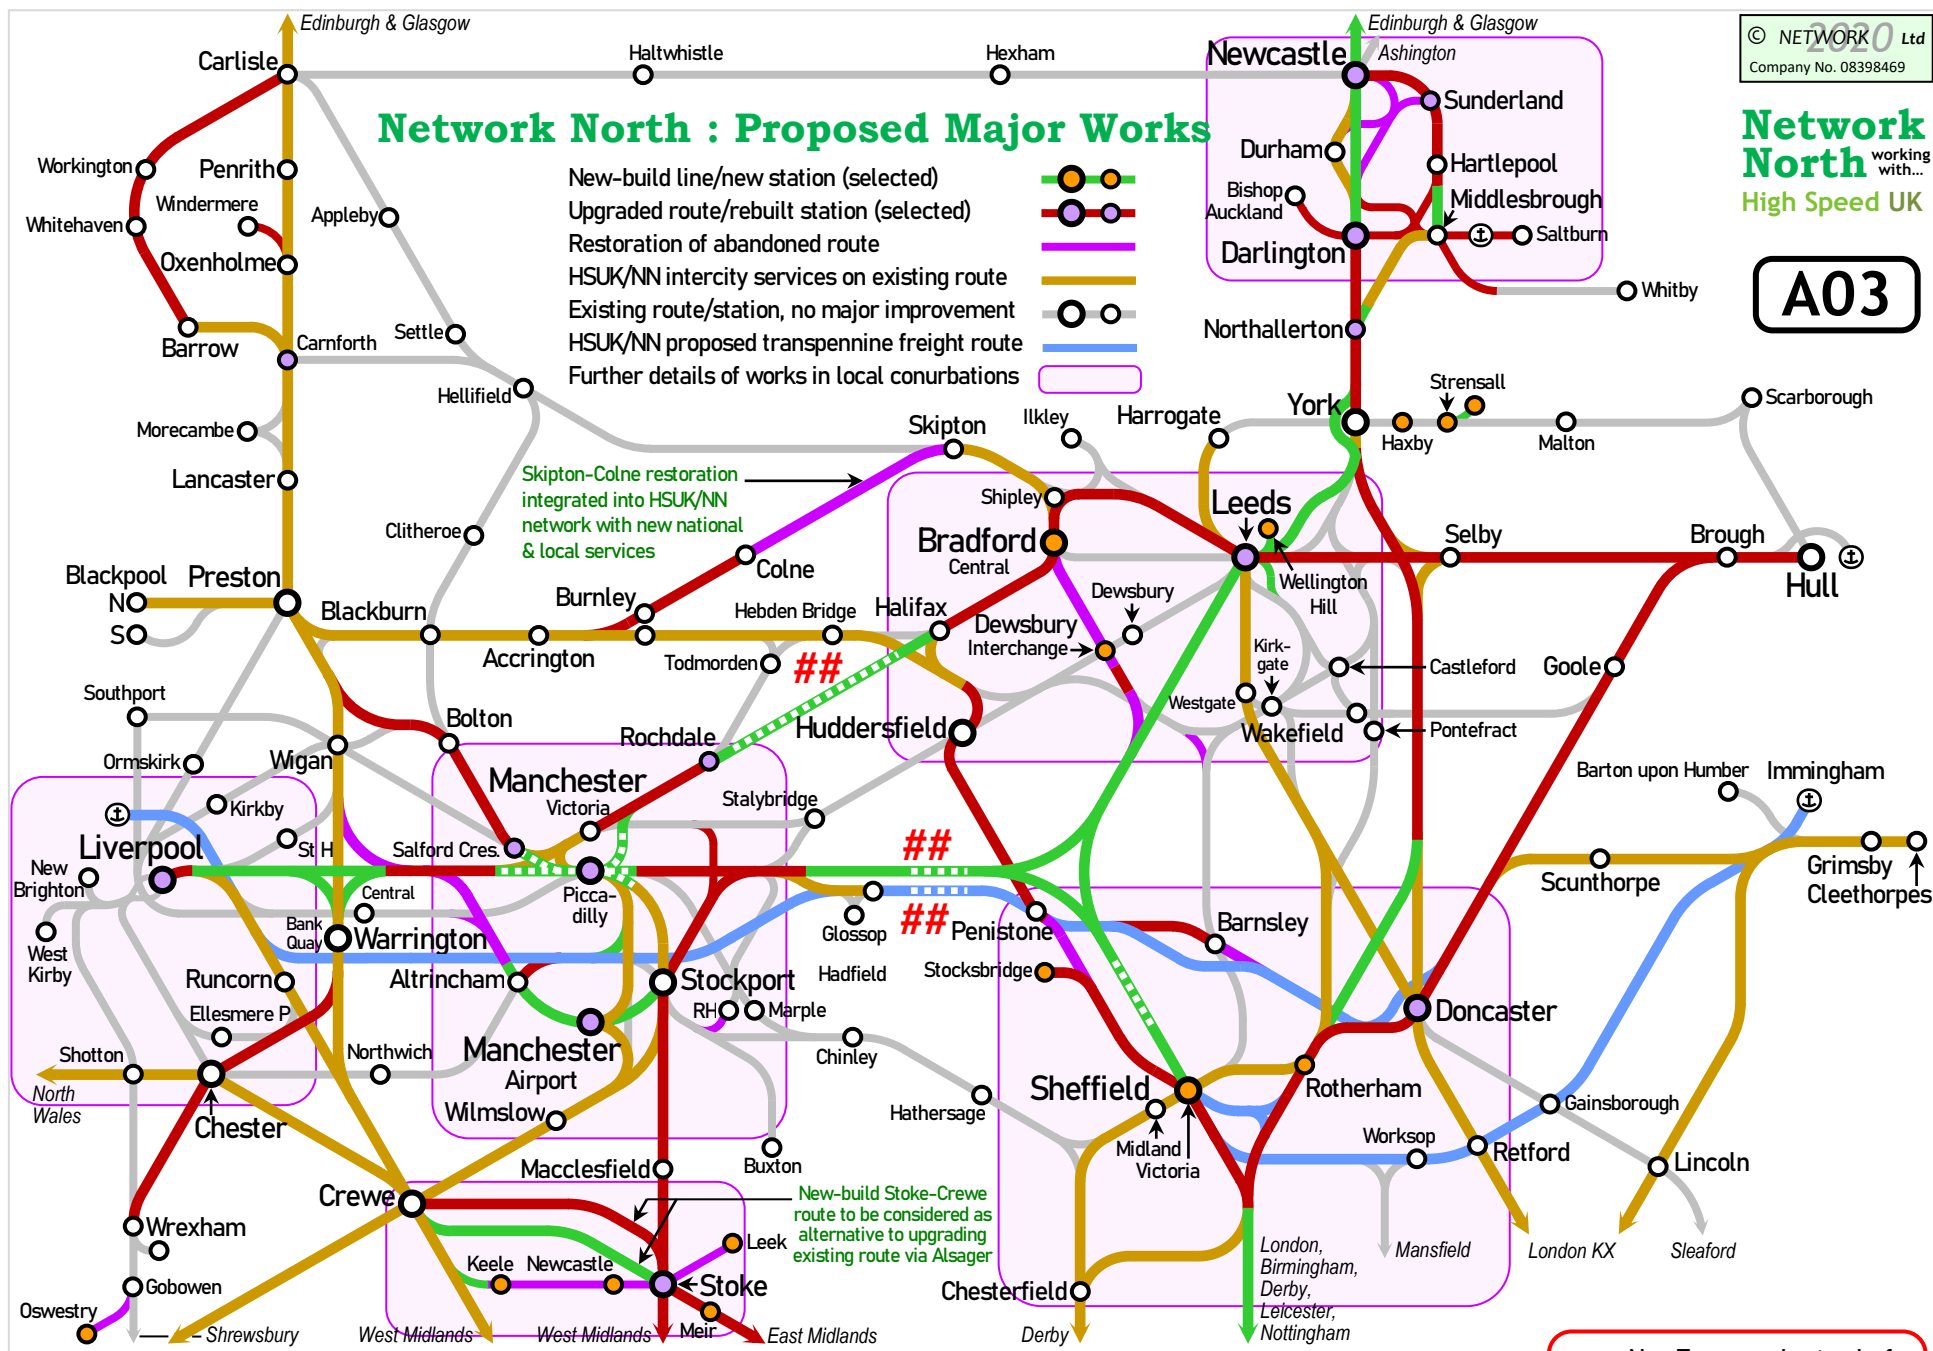 Edinburgh & Glasgow
Edinburgh & Glasgow
© NETWORK 2020 Ltd
Company No. 08398469
Carlisle
Haltwhistle
Hexham
Newcastle
Ashington
Sunderland
Network North : Proposed Major Works
Network
North working
with...
High Speed UK
A03
New-build line/new station (selected)
Upgraded route/rebuilt station (selected)
Restoration of abandoned route
HSUK/NN intercity services on existing route
Existing route/station, no major improvement
HSUK/NN proposed transpennine freight route
Further details of works in local conurbations
Workington
Penrith
Durham
Hartlepool
Windermere
Appleby
Bishop
Auckland
Middlesbrough
Whitehaven
Saltburn
Oxenholme
Darlington
Whitby
Settle
Northallerton
Barrow
Carnforth
Hellifield
Strensall
Scarborough
Morecambe
Ilkley
Harrogate
York
Haxby
Malton
Skipton
Lancaster
Skipton-Colne restoration
integrated into HSUK/NN
network with new national
& local services
Shipley
Leeds
Clitheroe
Bradford
Central
Selby
Brough
Hull
Colne
Wellington
Hill
Blackpool
N
S
Preston
Blackburn
Burnley
Hebden Bridge
Halifax
Dewsbury
Dewsbury
Interchange
Accrington
Todmorden
##
Kirk-
gate
Castleford
Goole
Westgate
Wakefield
Pontefract
Southport
Bolton
Rochdale
Huddersfield
Ormskirk
Wigan
Manchester
Victoria
Barton upon Humber
Immingham
Kirkby
Stalybridge
Liverpool
St H
Salford Cres.
##
New
Brighton
Central
Picca-
dilly
Scunthorpe
Grimsby
Cleethorpes
West
Kirby
Bank
Quay
Warrington
Glossop
##
Penistone
Barnsley
Runcorn
Altrincham
Stockport
Hadfield
Stocksbridge
Ellesmere P
RH
Marple
Doncaster
Shotton
Northwich
Manchester
Airport
Chinley
North
Wales
Chester
Wilmslow
Hathersage
Sheffield
Rotherham
Gainsborough
Midland
Victoria
Worksop
Retford
Lincoln
Macclesfield
Buxton
Crewe
New-build Stoke-Crewe
route to be considered as
alternative to upgrading
existing route via Alsager
Wrexham
Leek
Keele
Newcastle
Stoke
London,
Birmingham,
Derby,
Leicester,
Nottingham
Mansfield
London KX
Sleaford
Gobowen
Chesterfield
Oswestry
Shrewsbury
West Midlands
West Midlands
Meir
East Midlands
Derby